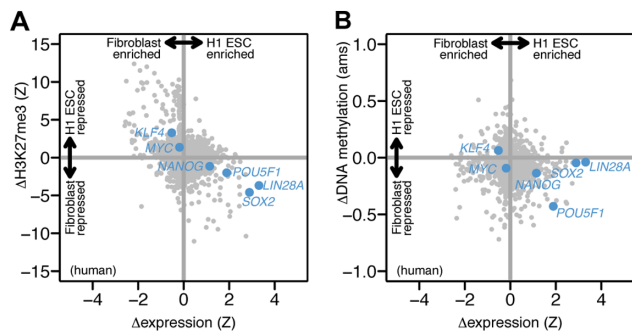 A
Fibroblast enriched
H1 ESC enriched
ΔH3K27me3 (Z)
H1 ESC repressed
Fibroblast repressed
15
10
5
0
−5
−10
−15
KLF4
MYC
NANOG
POU5F1
LIN28A
SOX2
(human)
−4
−2
0
2
4
Δexpression (Z)
B
Fibroblast enriched
H1 ESC enriched
ΔDNA methylation (ams)
H1 ESC repressed
Fibroblast repressed
1.0
0.5
0.0
−0.5
−1.0
KLF4
MYC
SOX2
LIN28A
NANOG
POU5F1
(human)
−4
−2
0
2
4
Δexpression (Z)